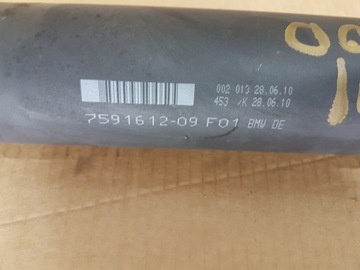 002 013 28.06.10
453 /K 28.06.10
7591612-09 F01 BMW DE